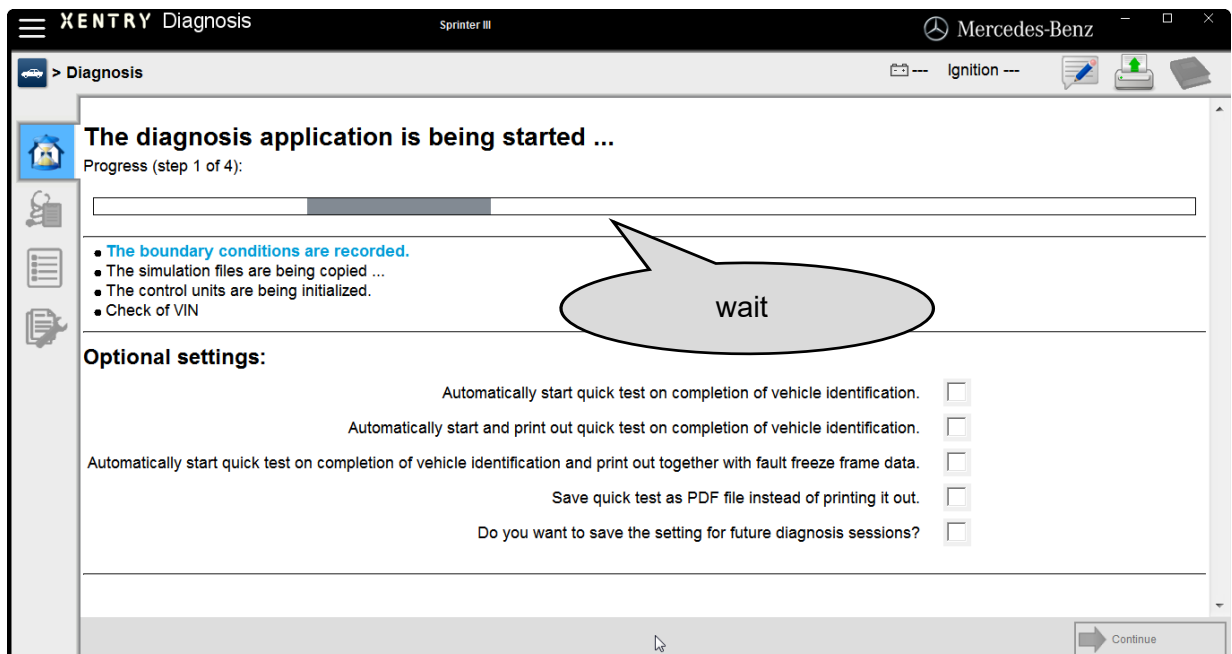 XENTRY Diagnosis
Sprinter III
Mercedes-Benz
> Diagnosis
---
Ignition ---
The diagnosis application is being started ...
Progress (step 1 of 4):
The boundary conditions are recorded.
The simulation files are being copied ...
The control units are being initialized.
Check of VIN
wait
Optional settings:
Automatically start quick test on completion of vehicle identification.
Automatically start and print out quick test on completion of vehicle identification.
Automatically start quick test on completion of vehicle identification and print out together with fault freeze frame data.
Save quick test as PDF file instead of printing it out.
Do you want to save the setting for future diagnosis sessions?
Continue